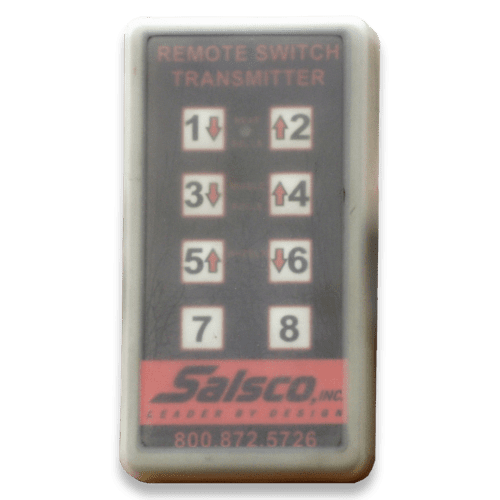 REMOTE SWITCH
TRANSMITTER
1 ↓ ↑ 2
3 ↓ ↑ 4
5 ↑ ↓ 6
7 8
Salsco, INC.
LEADER BY DESIGN
800.872.5726